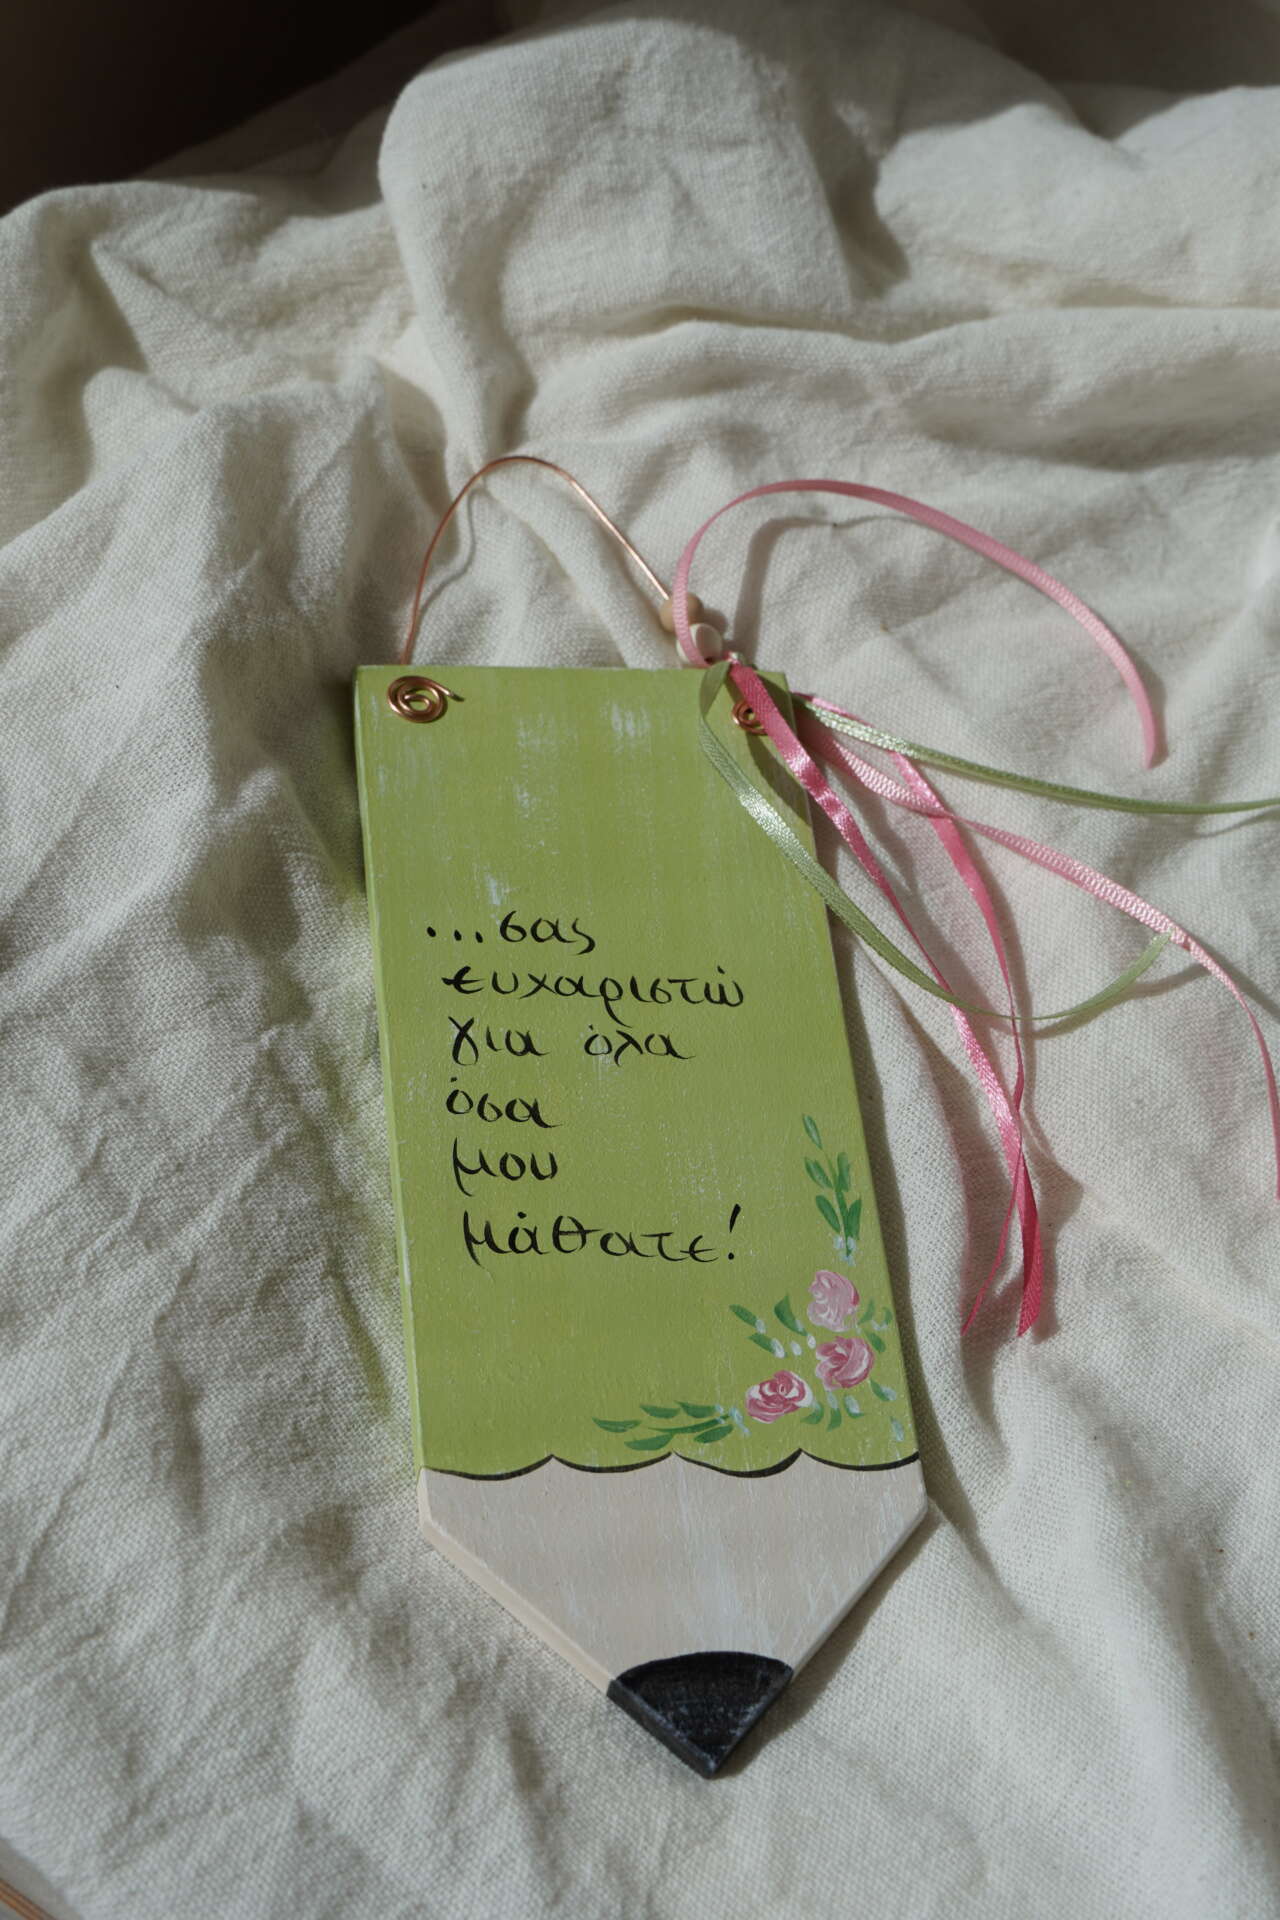 ...σας
ευχαριστώ
για όλα
όσα
μου
μάθατε!